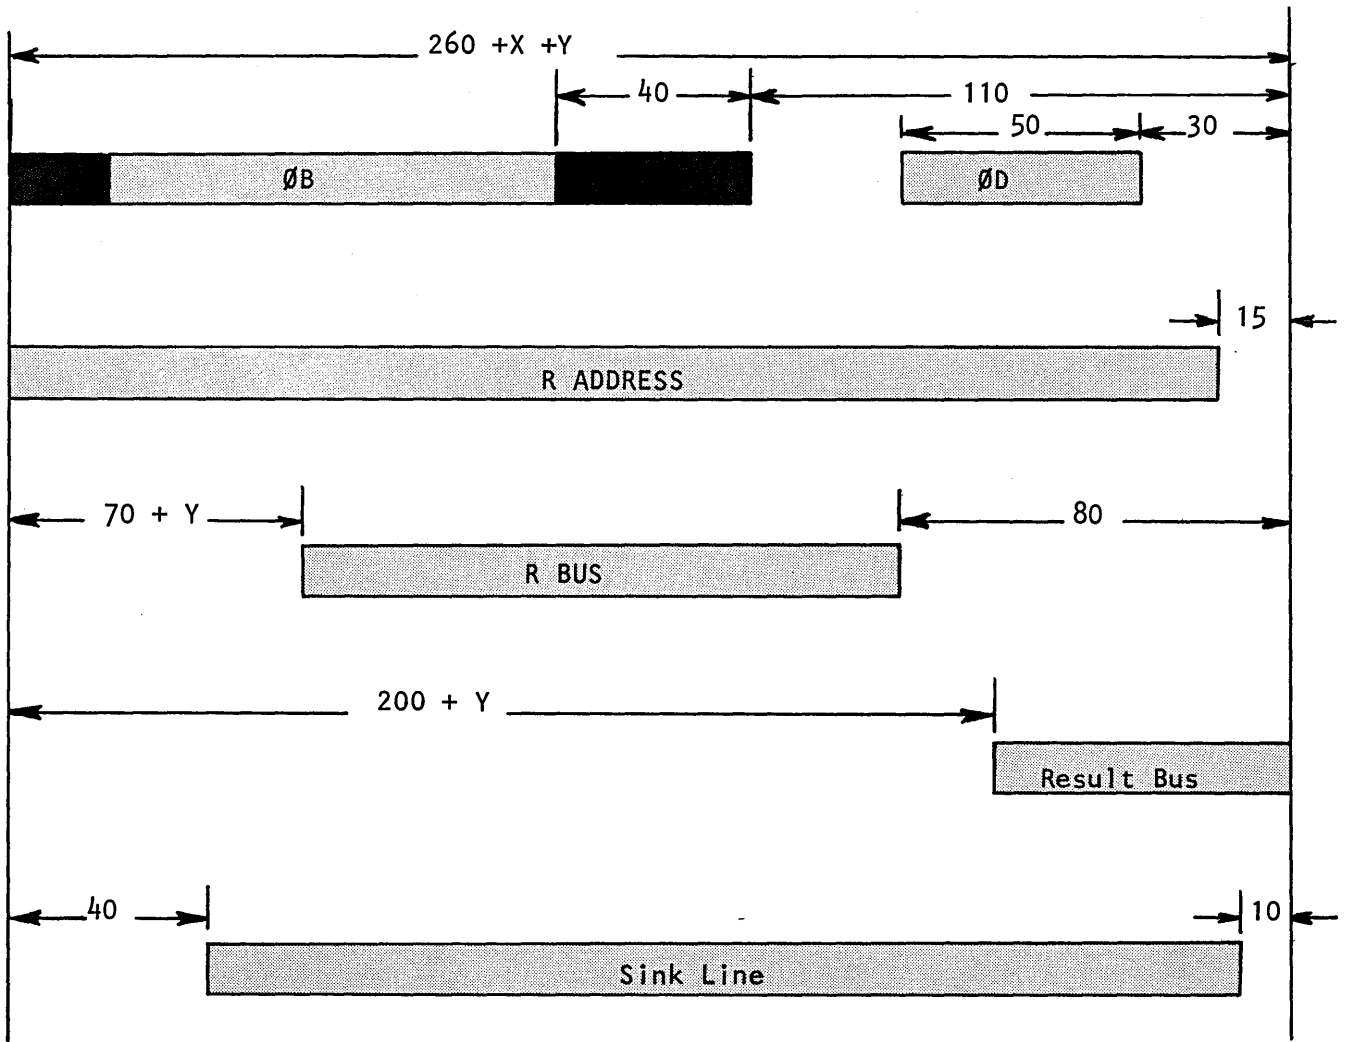 260 +X +Y
40
110
50
30
ØB
ØD
15
R ADDRESS
70 + Y
80
R BUS
200 + Y
Result Bus
40
10
Sink Line